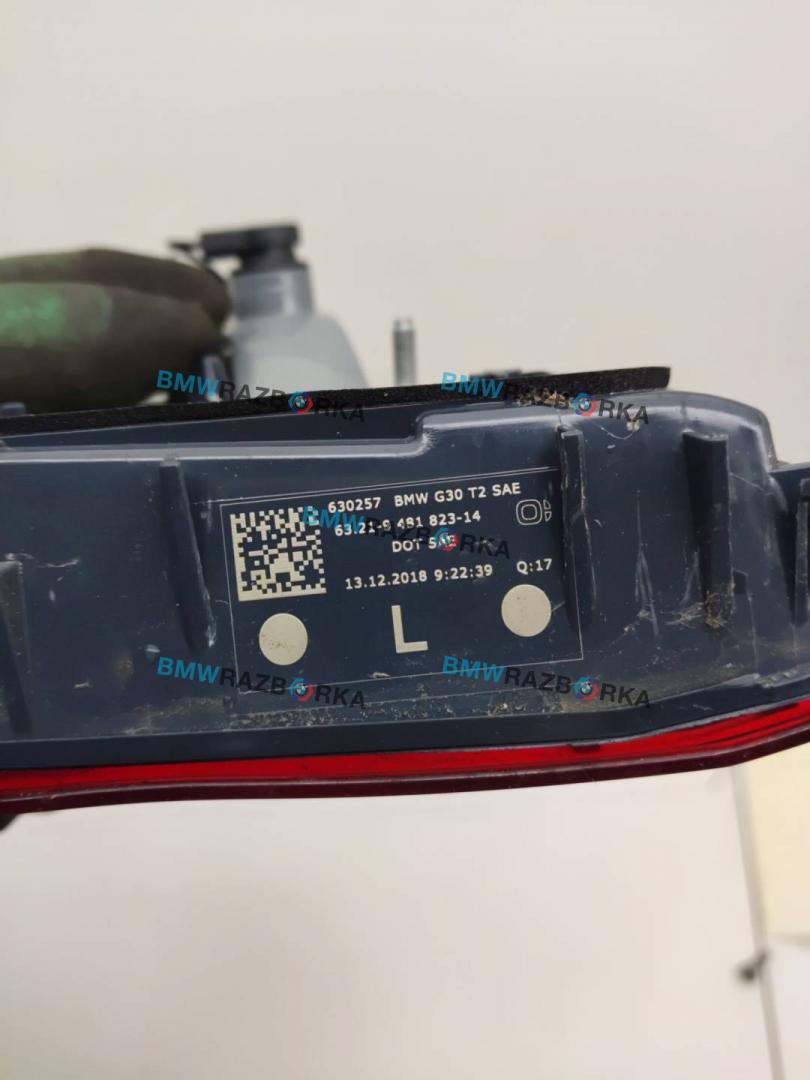 BMWRAZBORKA
BMWRAZBORKA
630257 BMW G30 T2 SAE
63.21-9 491 823-14
DOT SAE
13.12.2018 9:22:39 Q:17
L
BMWRAZBORKA
BMWRAZBORKA